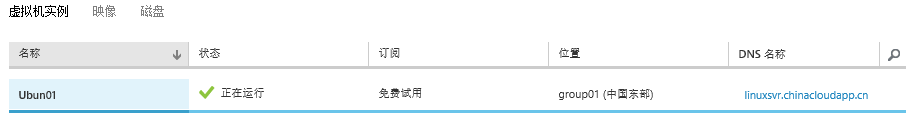 虚拟机实例 映像 磁盘
名称 状态 订阅 位置 DNS 名称
Ubun01 正在运行 免费试用 group01 (中国东部) linuxsvr.chinacloudapp.cn